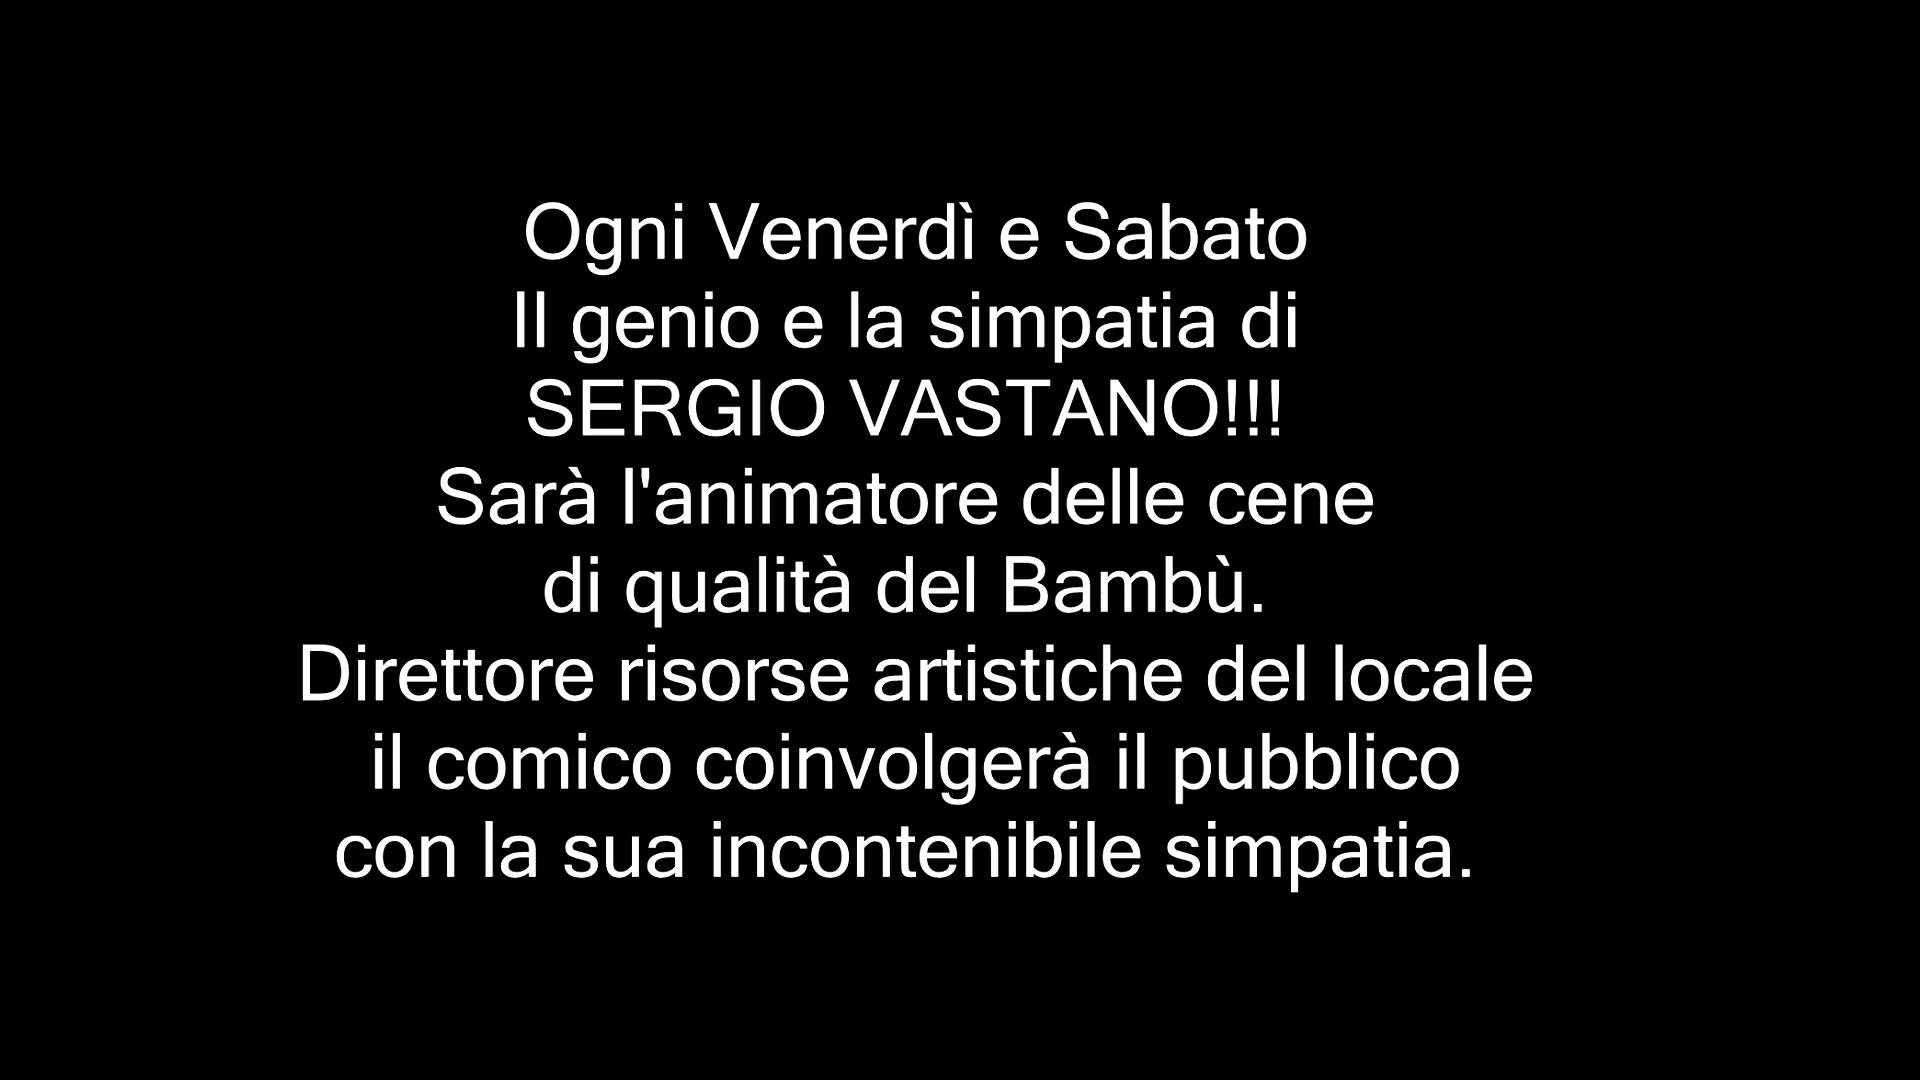 Ogni Venerdì e Sabato
Il genio e la simpatia di
SERGIO VASTANO!!!
Sarà l'animatore delle cene
di qualità del Bambù.
Direttore risorse artistiche del locale
il comico coinvolgerà il pubblico
con la sua incontenibile simpatia.